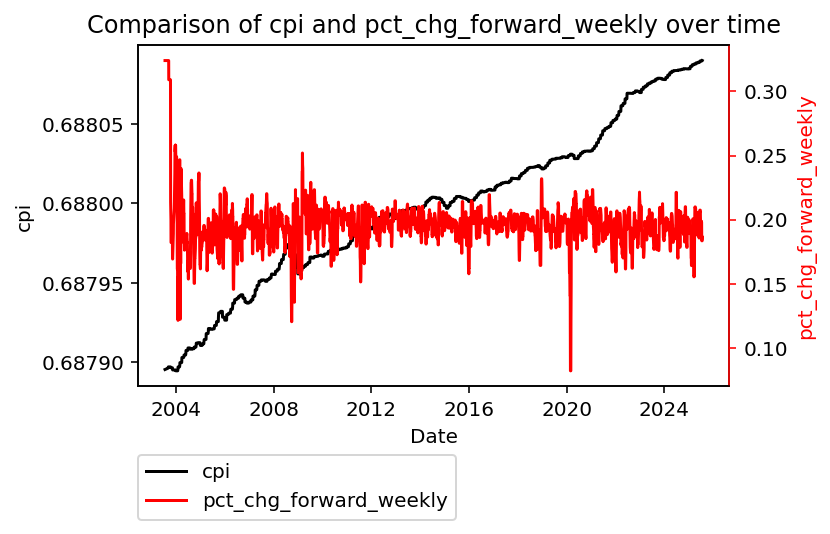 Comparison of cpi and pct_chg_forward_weekly over time
cpi
0.68805
0.68800
0.68795
0.68790
0.30
0.25
0.20
0.15
0.10
pct_chg_forward_weekly
2004 2008 2012 2016 2020 2024
Date
cpi
pct_chg_forward_weekly